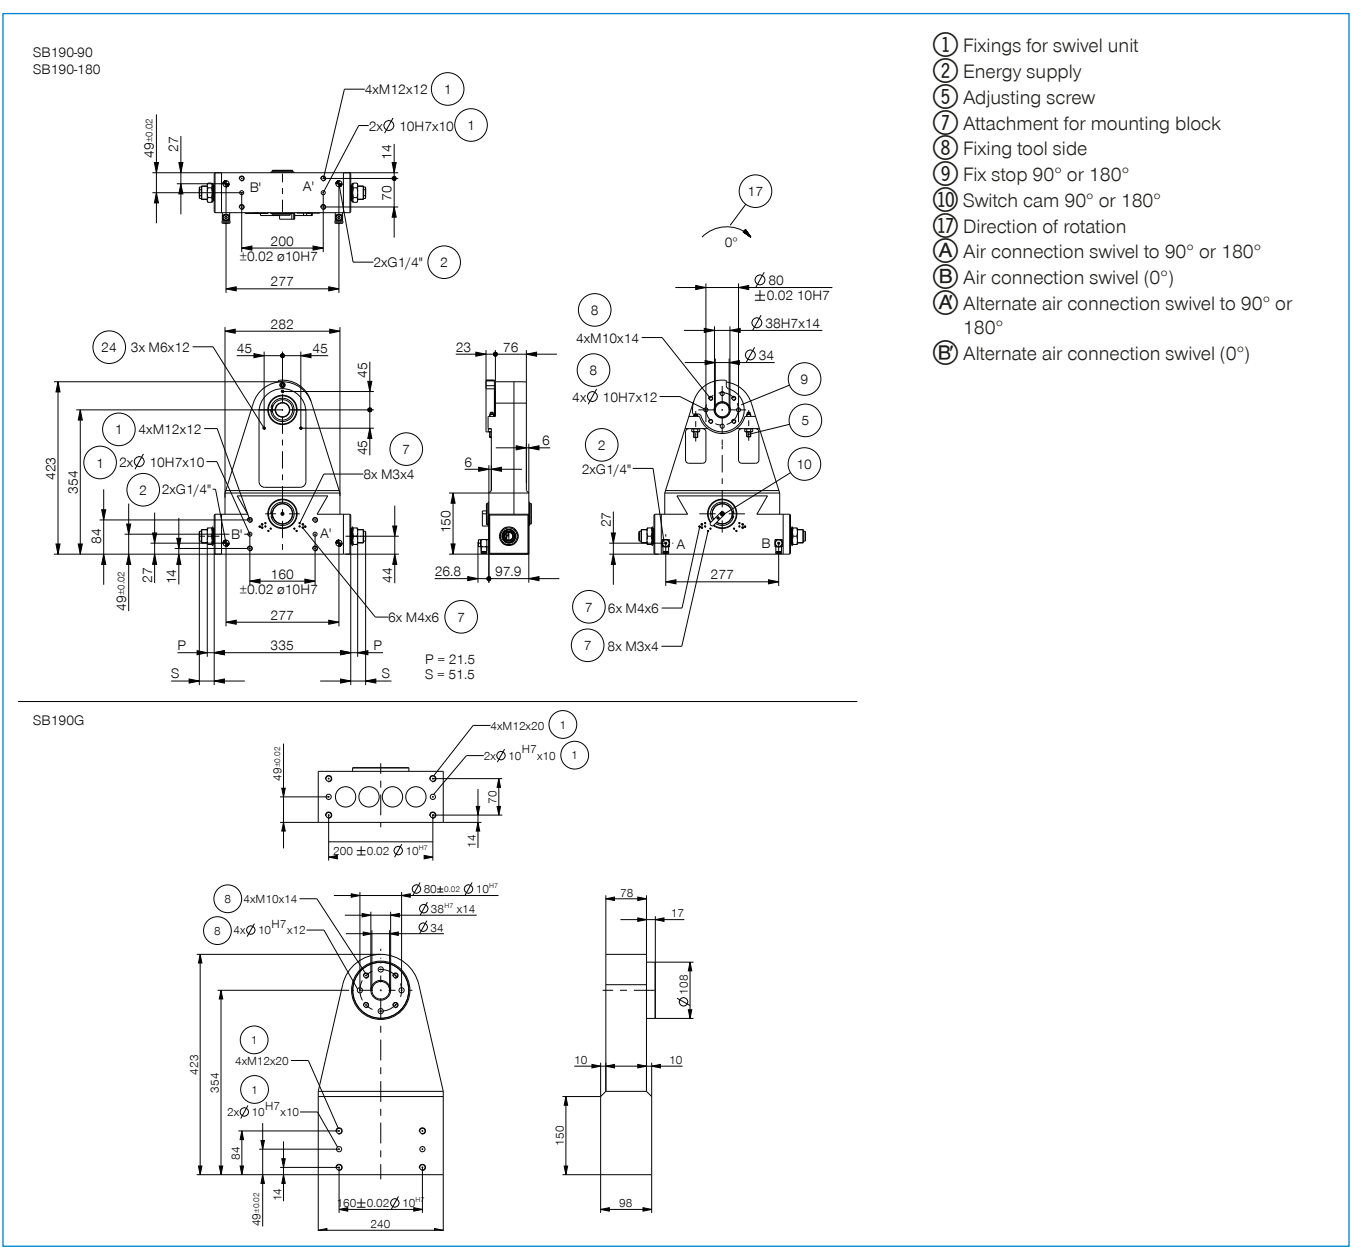 SB190-90
SB190-180
4xM12x12 1
2xØ 10H7x10 1
49±0.02
27
14
70
B' A'
200
±0.02 ø10H7
2xG1/4" 2
277
17
0°
Ø 80
±0.02 10H7
8
4xM10x14
Ø 38H7x14
Ø 34
8
4xØ 10H7x12
9
5
2
2xG1/4"
10
27
A B
277
7 6x M4x6
7 8x M3x4
282
24 3x M6x12
45 45
45
45
23 76
6
6
150
26.8 97.9
423
354
1 4xM12x12
1 2xØ 10H7x10
2 2xG1/4"
7
8x M3x4
84
49±0.02
27
14
B' A'
44
160
±0.02 ø10H7
277
6x M4x6 7
P 335 P
S S
P = 21.5
S = 51.5
1 Fixings for swivel unit
2 Energy supply
5 Adjusting screw
7 Attachment for mounting block
8 Fixing tool side
9 Fix stop 90° or 180°
10 Switch cam 90° or 180°
17 Direction of rotation
A Air connection swivel to 90° or 180°
B Air connection swivel (0°)
A' Alternate air connection swivel to 90° or
180°
B' Alternate air connection swivel (0°)
SB190G
4xM12x20 1
2xØ 10H7x10 1
49±0.02
70
14
200 ±0.02 Ø 10H7
8 4xM10x14
8 4xØ 10H7x12
Ø 80±0.02 Ø 10H7
Ø 38H7 x14
Ø 34
423
354
1
4xM12x20
1
2xØ 10H7x10
84
49±0.02
14
160±0.02Ø 10H7
240
78
17
Ø 108
10 10
150
98